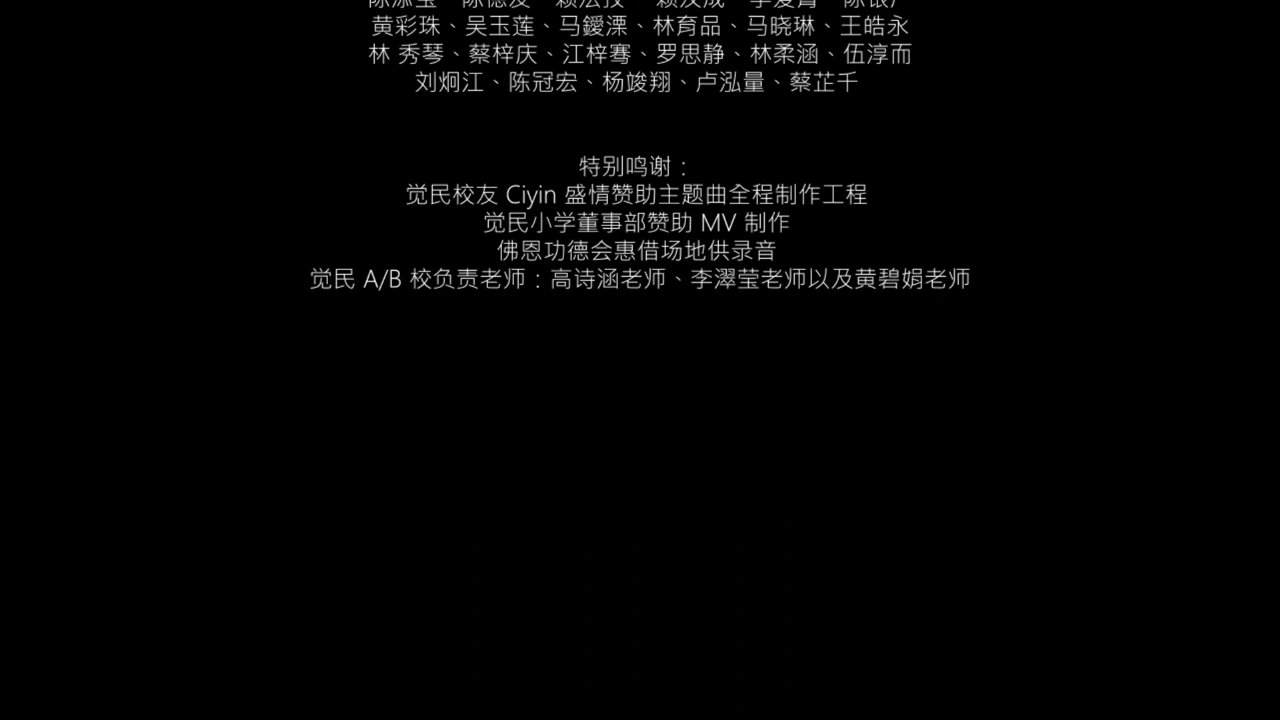 黄彩珠、吴玉莲、马鑀溧、林育品、马晓琳、王皓永
林 秀琴、蔡梓庆、江梓骞、罗思静、林柔涵、伍淳而
刘炯江、陈冠宏、杨竣翔、卢泓量、蔡芷千
特别鸣谢：
觉民校友 Ciyin 盛情赞助主题曲全程制作工程
觉民小学董事部赞助 MV 制作
佛恩功德会惠借场地供录音
觉民 A/B 校负责老师：高诗涵老师、李潀莹老师以及黄碧娟老师